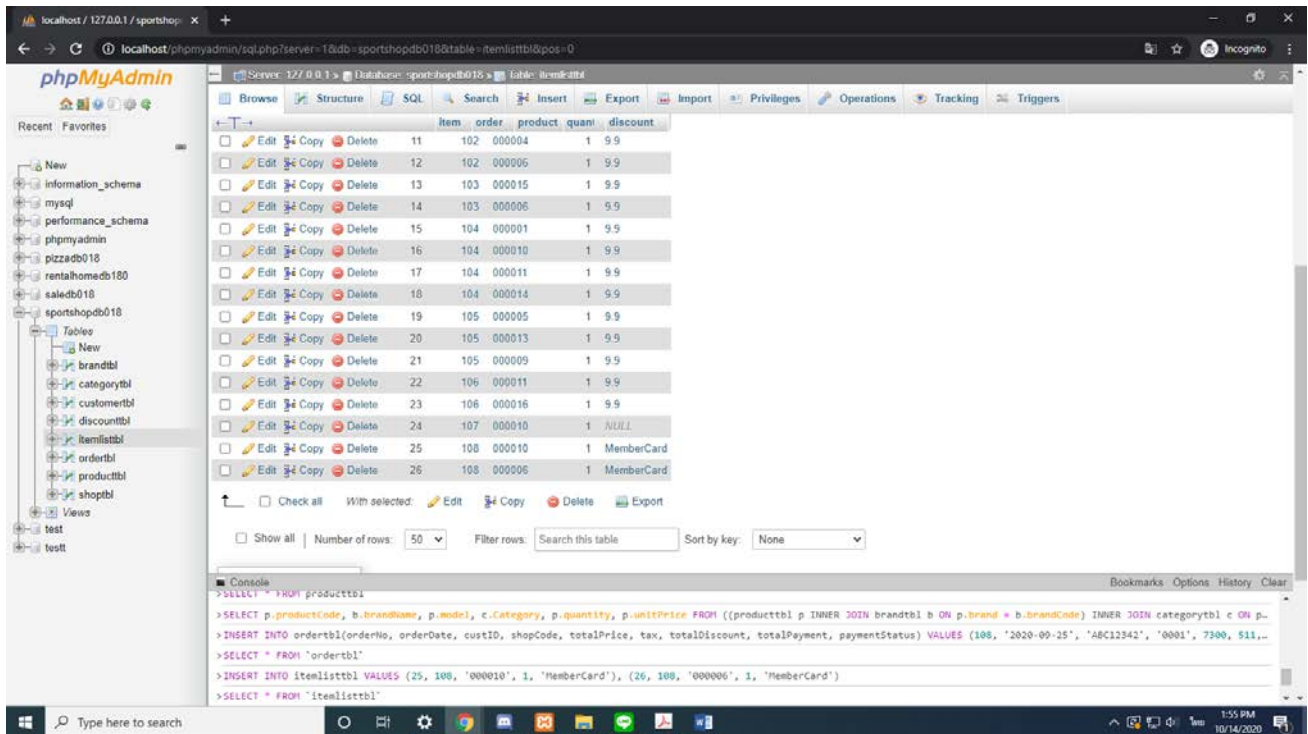 localhost / 127.0.0.1 / sportshop
localhost/phpmyadmin/sql.php?server=1&db=sportshopdb018&table=itemlisttbl&pos=0
Incognito
phpMyAdmin
Recent Favorites
New
information_schema
mysql
performance_schema
phpmyadmin
pizzadb018
rentalhomedb180
saledb018
sportshopdb018
Tables
New
brandtbl
categorytbl
customertbl
discounttbl
itemlisttbl
ordertbl
producttbl
shoptbl
Views
test
testt
Server: 127.0.0.1 » Database: sportshopdb018 » Table: itemlisttbl
Browse Structure SQL Search Insert Export Import Privileges Operations Tracking Triggers
item order product quant discount
Edit Copy Delete 11 102 000004 1 9.9
Edit Copy Delete 12 102 000006 1 9.9
Edit Copy Delete 13 103 000015 1 9.9
Edit Copy Delete 14 103 000006 1 9.9
Edit Copy Delete 15 104 000001 1 9.9
Edit Copy Delete 16 104 000010 1 9.9
Edit Copy Delete 17 104 000011 1 9.9
Edit Copy Delete 18 104 000014 1 9.9
Edit Copy Delete 19 105 000005 1 9.9
Edit Copy Delete 20 105 000013 1 9.9
Edit Copy Delete 21 105 000009 1 9.9
Edit Copy Delete 22 106 000011 1 9.9
Edit Copy Delete 23 106 000016 1 9.9
Edit Copy Delete 24 107 000010 1 NULL
Edit Copy Delete 25 108 000010 1 MemberCard
Edit Copy Delete 26 108 000006 1 MemberCard
Check all With selected: Edit Copy Delete Export
Show all | Number of rows: 50 Filter rows: Search this table Sort by key: None
Console Bookmarks Options History Clear
>SELECT * FROM producttbl
>SELECT p.productCode, b.brandName, p.model, c.Category, p.quantity, p.unitPrice FROM ((producttbl p INNER JOIN brandtbl b ON p.brand = b.brandCode) INNER JOIN categorytbl c ON p…
>INSERT INTO ordertbl(orderNo, orderDate, custID, shopCode, totalPrice, tax, totalDiscount, totalPayment, paymentStatus) VALUES (108, '2020-09-25', 'ABC12342', '0001', 7300, 511,…
>SELECT * FROM `ordertbl`
>INSERT INTO itemlisttbl VALUES (25, 108, '000010', 1, 'MemberCard'), (26, 108, '000006', 1, 'MemberCard')
>SELECT * FROM `itemlisttbl`
Type here to search
ไทย
1:55 PM
10/14/2020